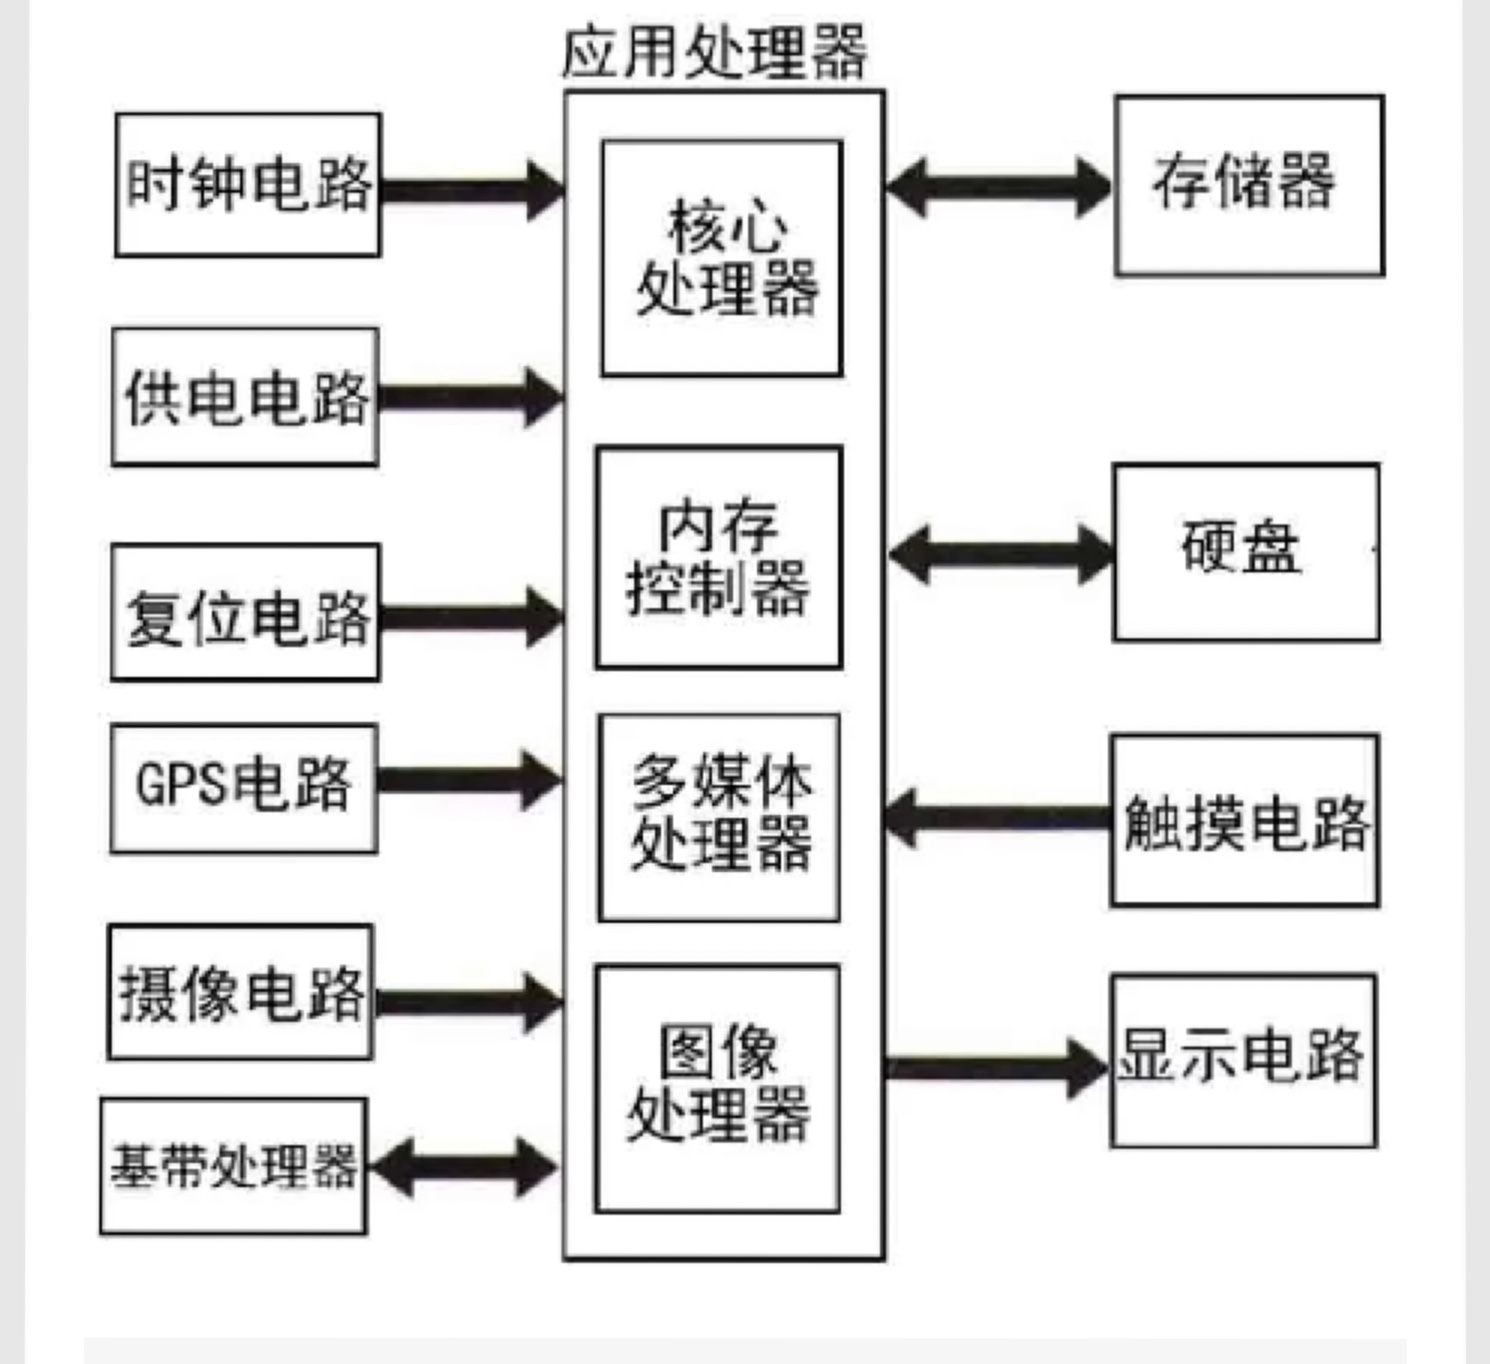 应用处理器
时钟电路
供电电路
复位电路
GPS电路
摄像电路
基带处理器
核心
处理器
内存
控制器
多媒体
处理器
图像
处理器
存储器
硬盘
触摸电路
显示电路